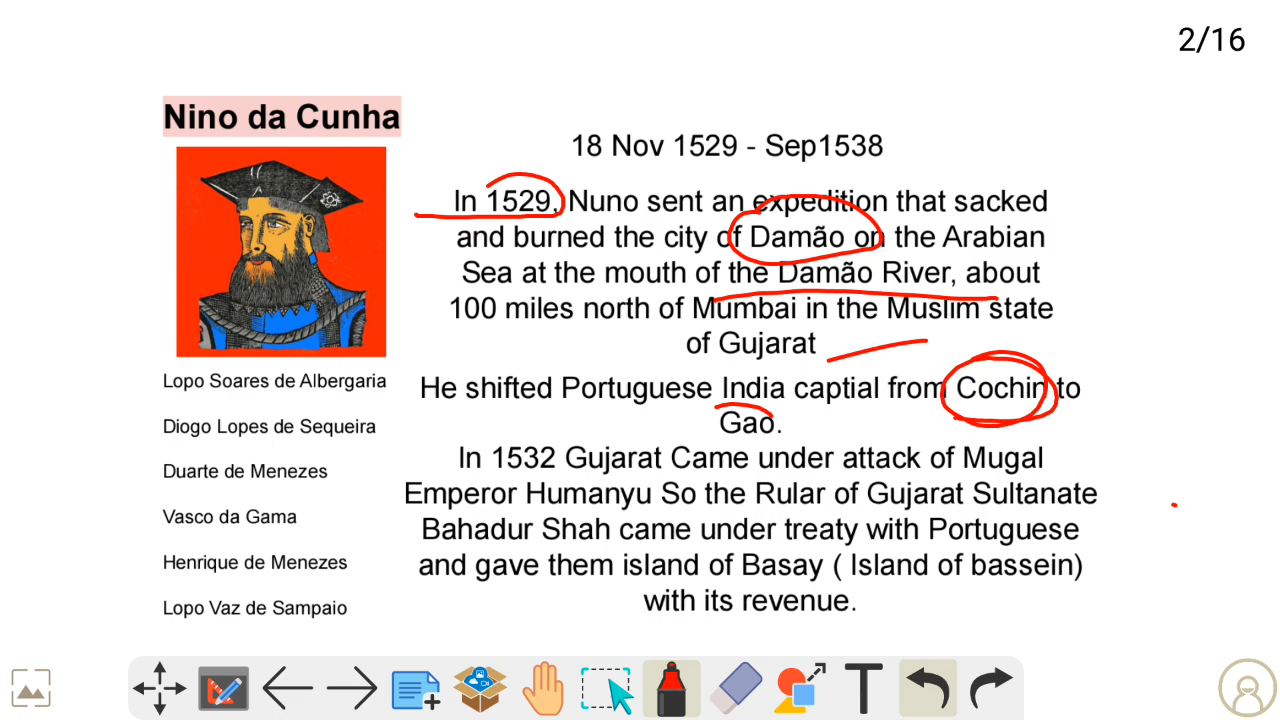 2/16
Nino da Cunha
18 Nov 1529 - Sep1538
In 1529, Nuno sent an expedition that sacked
and burned the city of Damão on the Arabian
Sea at the mouth of the Damão River, about
100 miles north of Mumbai in the Muslim state
of Gujarat
He shifted Portuguese India captial from Cochin to
Gao.
In 1532 Gujarat Came under attack of Mugal
Emperor Humanyu So the Rular of Gujarat Sultanate
Bahadur Shah came under treaty with Portuguese
and gave them island of Basay ( Island of bassein)
with its revenue.
Lopo Soares de Albergaria
Diogo Lopes de Sequeira
Duarte de Menezes
Vasco da Gama
Henrique de Menezes
Lopo Vaz de Sampaio
T